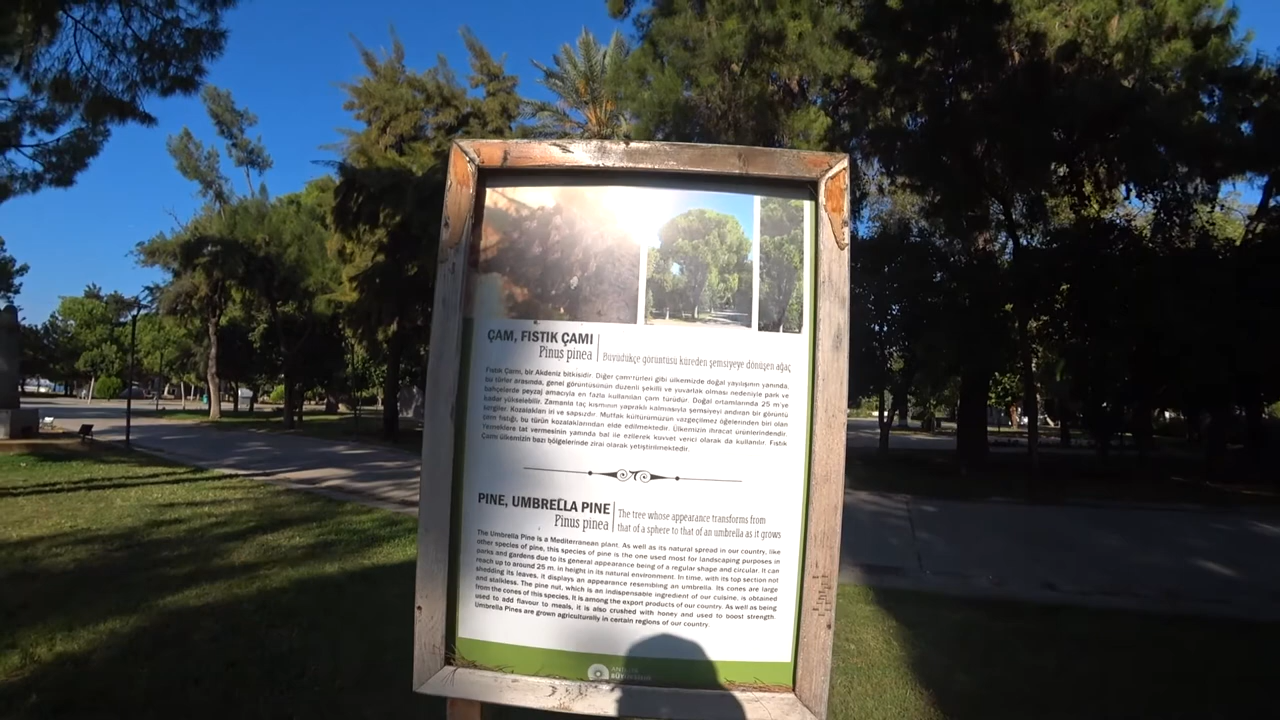 ÇAM, FISTIK ÇAMI
Pinus pinea
Büyüdükçe görüntüsü küreden şemsiyeye dönüşen ağaç
Fıstık Çamı, bir Akdeniz bitkisidir. Diğer çam türleri gibi ülkemizde doğal yayılışın yanında,
bu türler arasında, genel görüntüsünün düzenli şekilli ve yuvarlak olması nedeniyle park ve
bahçelerde peyzaj amacıyla en fazla kullanılan çam türüdür. Doğal ortamlarında 25 m'ye
kadar yükselebilir. Zamanla taç kısmının yapraklı kalmasıyla şemsiyeyi andıran bir görüntü
sergiler. Kozalakları iri ve sapsızdır. Mutfak kültürümüzün vazgeçilmez öğelerinden biri olan
çam fıstığı, bu türün kozalaklarından elde edilmektedir. Ülkemizin ihracat ürünlerindendir.
Yemeklere tat vermesinin yanında bal ile ezilerek kuvvet verici olarak da kullanılır. Fıstık
Çamı ülkemizin bazı bölgelerinde zirai olarak yetiştirilmektedir.
PINE, UMBRELLA PINE
Pinus pinea
The tree whose appearance transforms from
that of a sphere to that of an umbrella as it grows
The Umbrella Pine is a Mediterranean plant. As well as its natural spread in our country, like
other species of pine, this species of pine is the one used most for landscaping purposes in
parks and gardens due to its general appearance being of a regular shape and circular. It can
reach up to around 25 m. in height in its natural environment. In time, with its top section not
shedding its leaves, it displays an appearance resembling an umbrella. Its cones are large
and stalkless. The pine nut, which is an indispensable ingredient of our cuisine, is obtained
from the cones of this species. It is among the export products of our country. As well as being
used to add flavour to meals, it is also crushed with honey and used to boost strength.
Umbrella Pines are grown agriculturally in certain regions of our country.